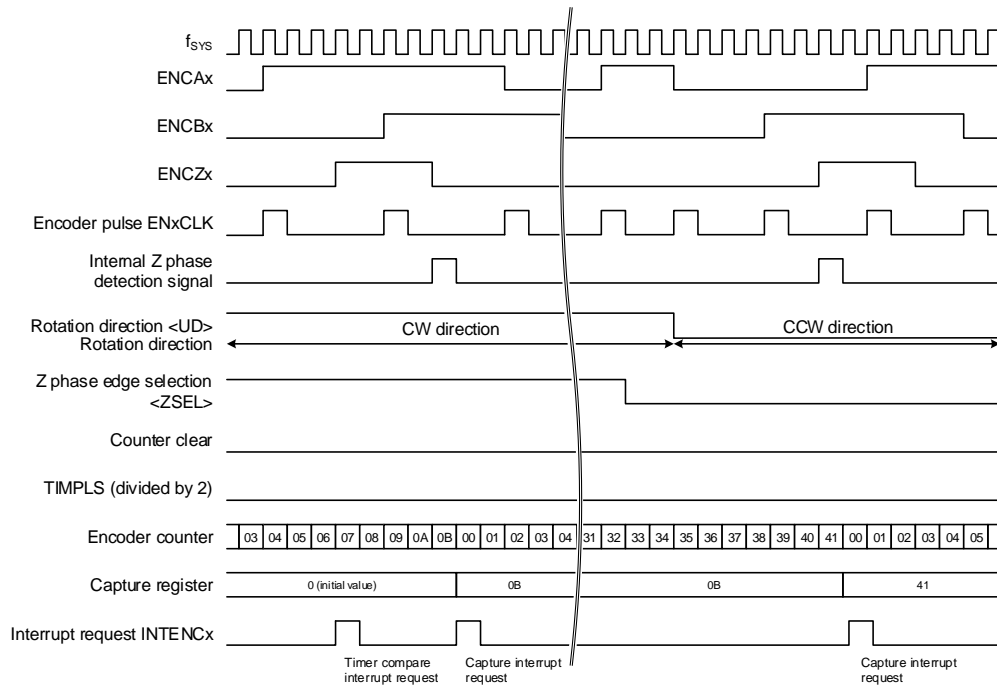 fSYS
ENCAx
ENCBx
ENCZx
Encoder pulse ENxCLK
Internal Z phase
detection signal
Rotation direction <UD>
Rotation direction
CW direction
CCW direction
Z phase edge selection
<ZSEL>
Counter clear
TIMPLS (divided by 2)
Encoder counter 03 04 05 06 07 08 09 0A 0B 00 01 02 03 04 31 32 33 34 35 36 37 38 39 40 41 00 01 02 03 04 05
Capture register 0 (initial value) 0B 0B 41
Interrupt request INTENCx
Timer compare
interrupt request
Capture interrupt
request
Capture interrupt
request